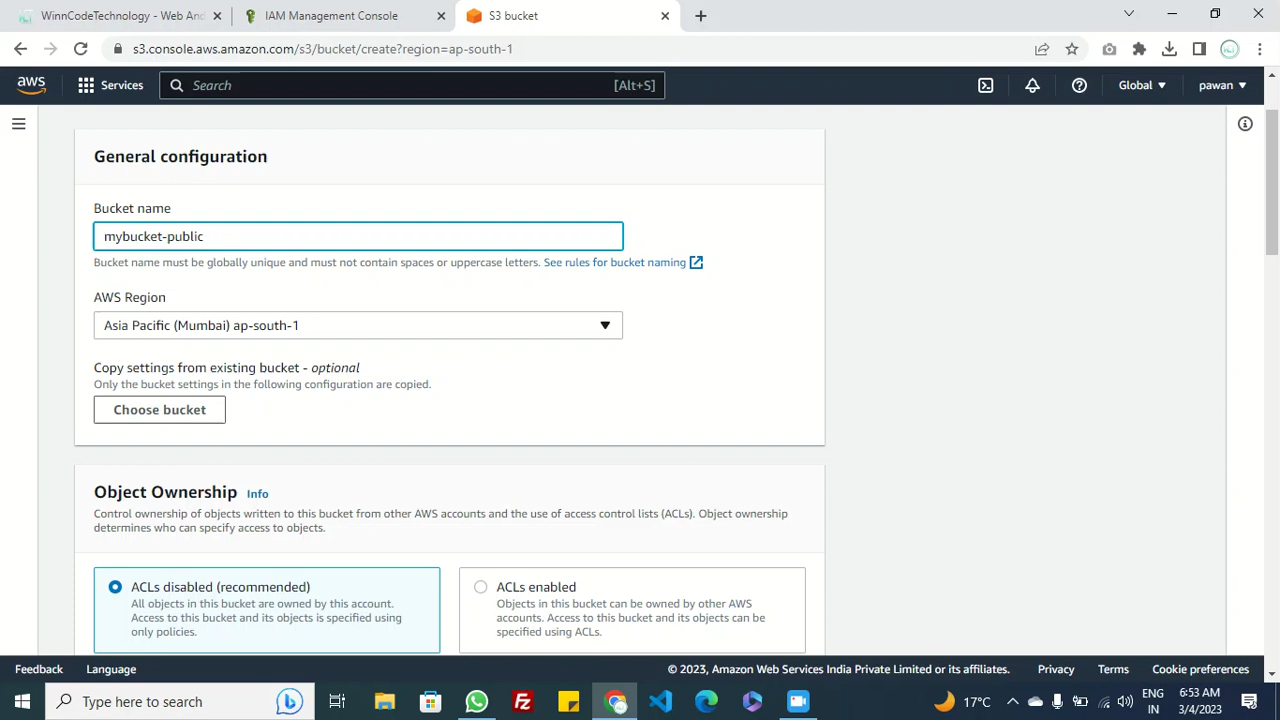 WinnCodeTechnology - Web And
IAM Management Console
S3 bucket
s3.console.aws.amazon.com/s3/bucket/create?region=ap-south-1
aws
Services
Search
[Alt+S]
Global
pawan
General configuration
Bucket name
mybucket-public
Bucket name must be globally unique and must not contain spaces or uppercase letters. See rules for bucket naming
AWS Region
Asia Pacific (Mumbai) ap-south-1
Copy settings from existing bucket - optional
Only the bucket settings in the following configuration are copied.
Choose bucket
Object Ownership Info
Control ownership of objects written to this bucket from other AWS accounts and the use of access control lists (ACLs). Object ownership
determines who can specify access to objects.
ACLs disabled (recommended)
All objects in this bucket are owned by this account.
Access to this bucket and its objects is specified using
only policies.
ACLs enabled
Objects in this bucket can be owned by other AWS
accounts. Access to this bucket and its objects can be
specified using ACLs.
Feedback
Language
© 2023, Amazon Web Services India Private Limited or its affiliates.
Privacy
Terms
Cookie preferences
Type here to search
17°C
ENG
IN
6:53 AM
3/4/2023